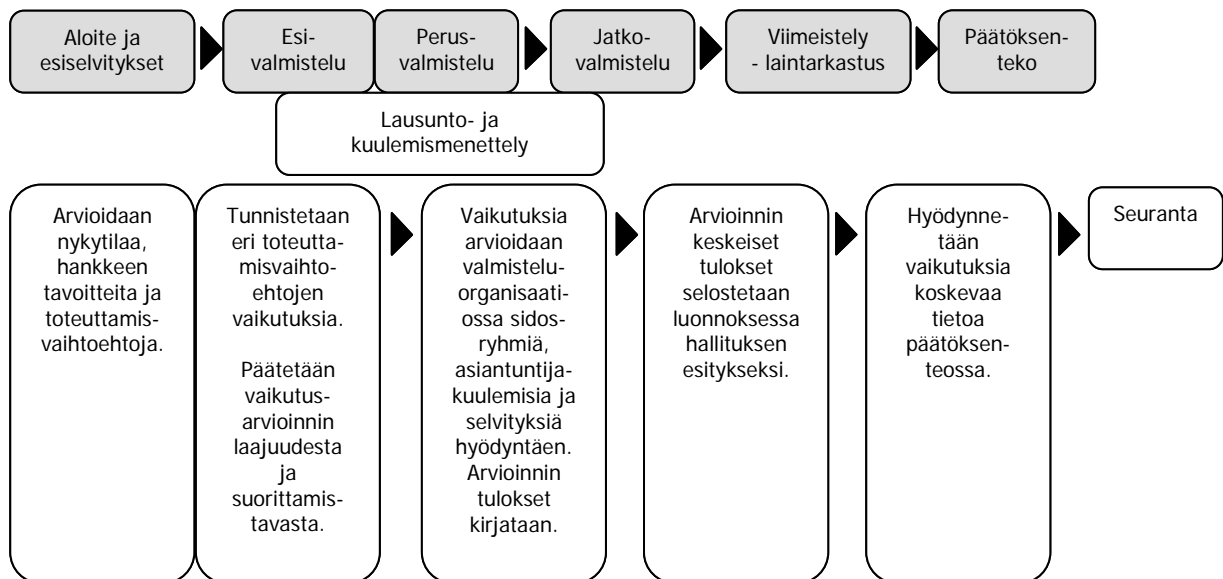 Aloite ja
esiselvitykset
Esi-
valmistelu
Perus-
valmistelu
Jatko-
valmistelu
Viimeistely
- laintarkastus
Päätöksen-
teko
Lausunto- ja
kuulemismenettely
Arvioidaan
nykytilaa,
hankkeen
tavoitteita ja
toteuttamis-
vaihtoehtoja.
Tunnistetaan
eri toteutta-
misvaihto-
ehtojen
vaikutuksia.
Päätetään
vaikutus-
arvioinnin
laajuudesta
ja
suorittamis-
tavasta.
Vaikutuksia
arvioidaan
valmistelu-
organisaati-
ossa sidos-
ryhmiä,
asiantuntija-
kuulemisia ja
selvityksiä
hyödyntäen.
Arvioinnin
tulokset
kirjataan.
Arvioinnin
keskeiset
tulokset
selostetaan
luonnoksessa
hallituksen
esitykseksi.
Hyödynne-
tään
vaikutuksia
koskevaa
tietoa
päätöksen-
teossa.
Seuranta